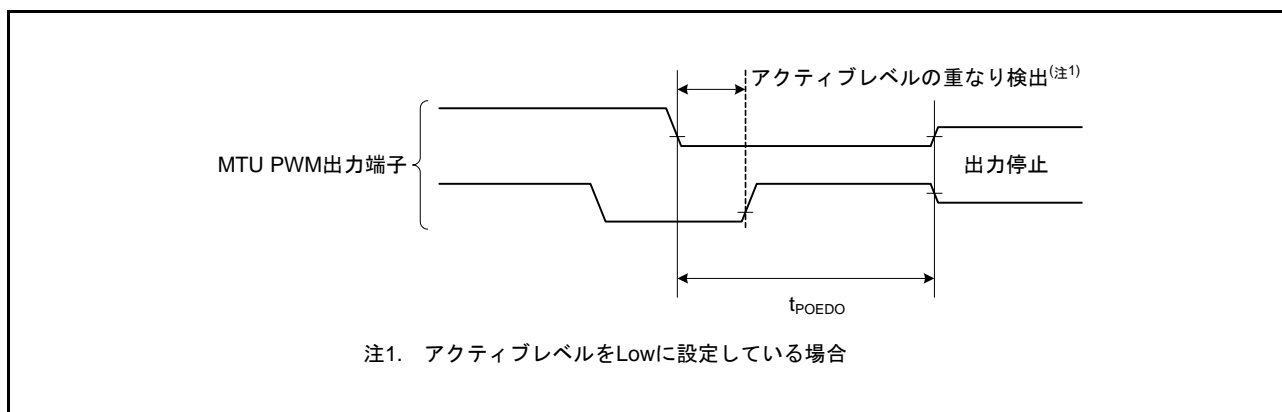 アクティブレベルの重なり検出(注1)
MTU PWM出力端子
出力停止
tPOEDO
注1. アクティブレベルをLowに設定している場合